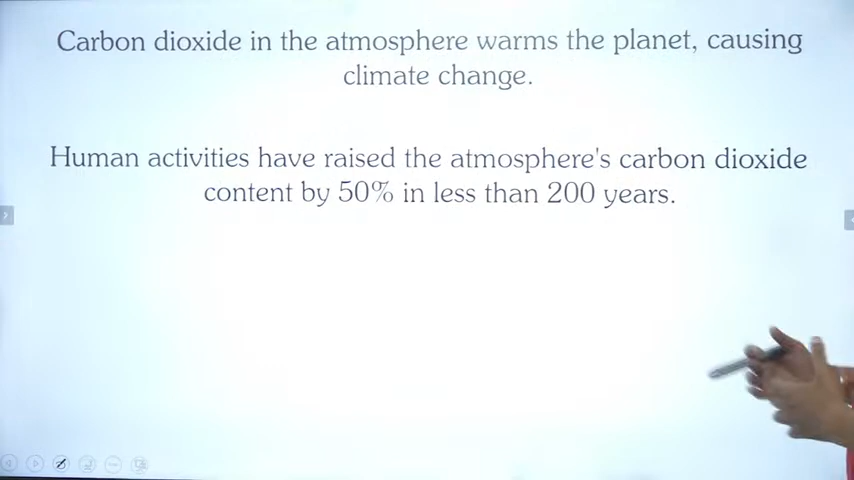 Carbon dioxide in the atmosphere warms the planet, causing
climate change.
Human activities have raised the atmosphere's carbon dioxide
content by 50% in less than 200 years.